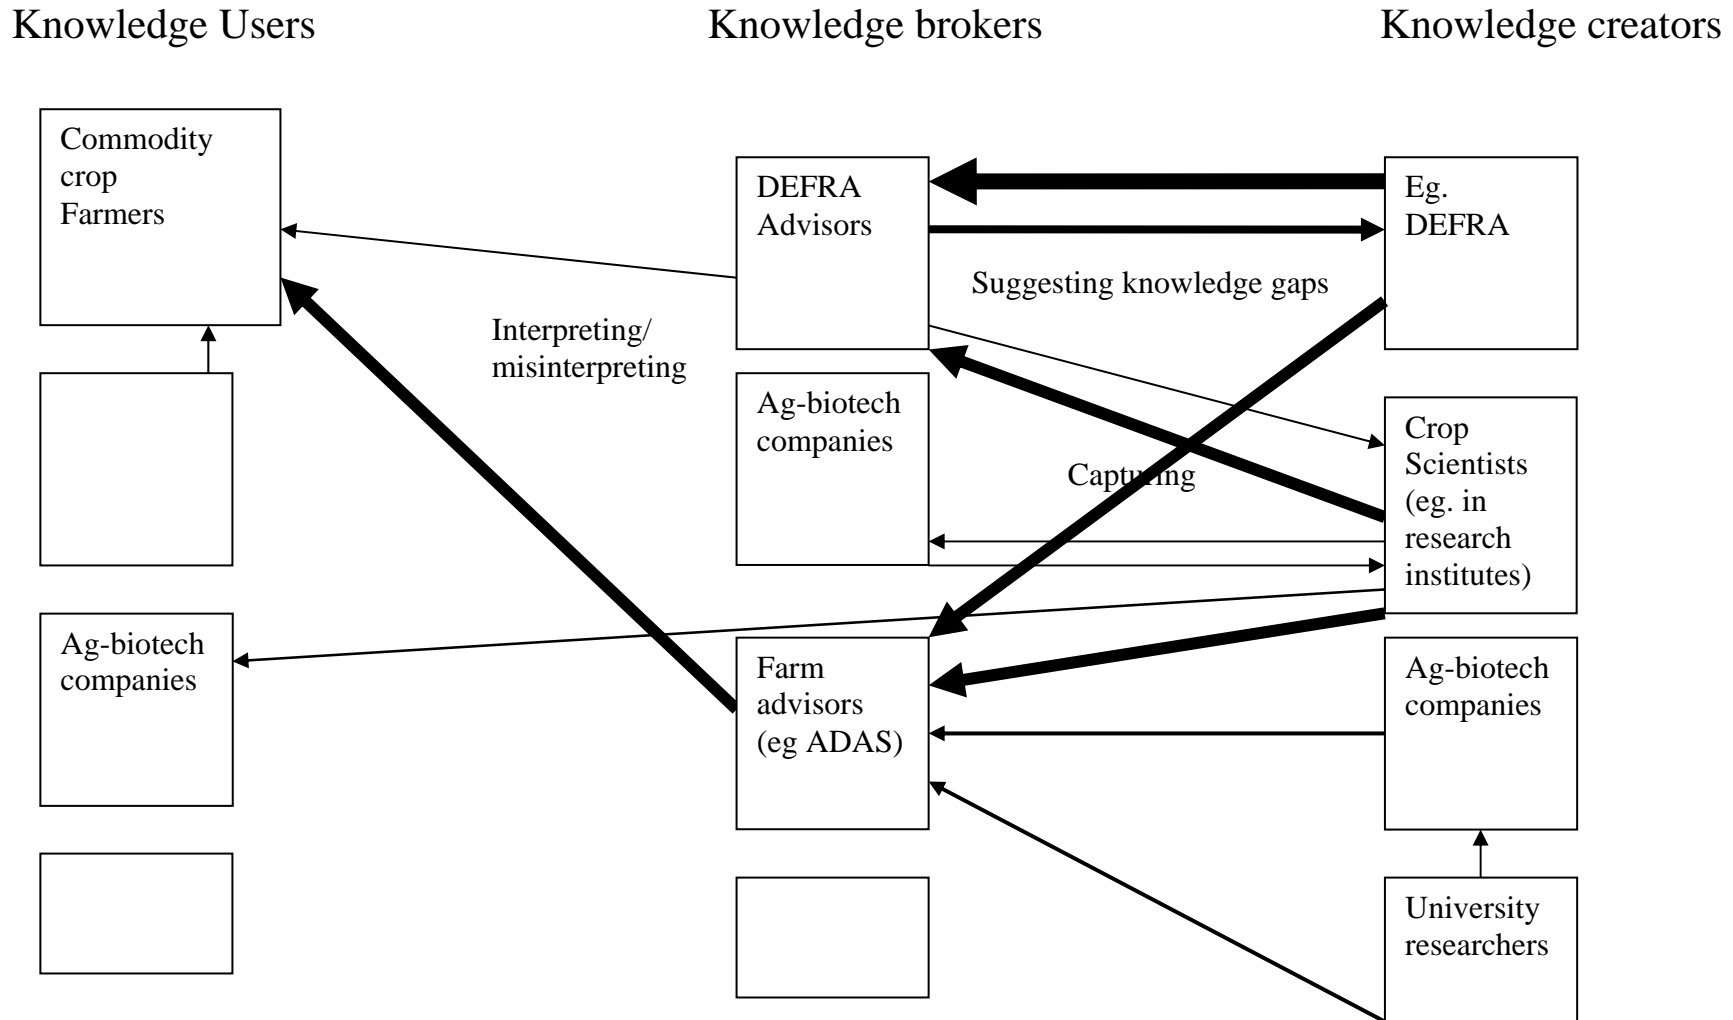 Knowledge Users
Knowledge brokers
Knowledge creators
Commodity
crop
Farmers
DEFRA
Advisors
Eg.
DEFRA
Suggesting knowledge gaps
Interpreting/
misinterpreting
Ag-biotech
companies
Capturing
Crop
Scientists
(eg. in
research
institutes)
Ag-biotech
companies
Farm
advisors
(eg ADAS)
Ag-biotech
companies
University
researchers